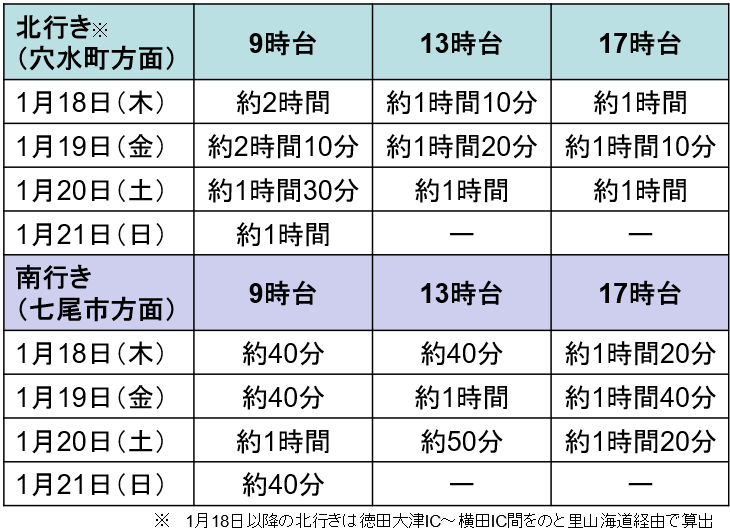 北行き※
（穴水町方面） 9時台 13時台 17時台
1月18日（木） 約2時間 約1時間10分 約1時間
1月19日（金） 約2時間10分 約1時間20分 約1時間10分
1月20日（土） 約1時間30分 約1時間 約1時間
1月21日（日） 約1時間 － －
南行き
（七尾市方面） 9時台 13時台 17時台
1月18日（木） 約40分 約40分 約1時間20分
1月19日（金） 約40分 約1時間 約1時間40分
1月20日（土） 約1時間 約50分 約1時間20分
1月21日（日） 約40分 － －
※ 1月18日以降の北行きは徳田大津IC～横田IC間をのと里山海道経由で算出